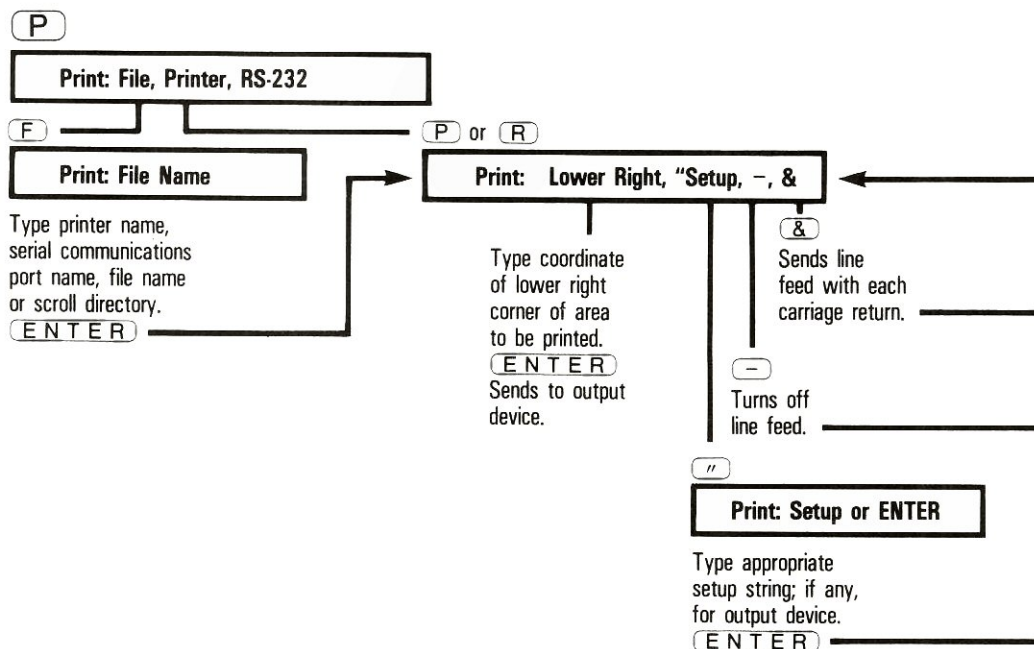 P
Print: File, Printer, RS-232
F
P or R
Print: File Name
Print: Lower Right, "Setup, –, &
Type printer name,
serial communications
port name, file name
or scroll directory.
ENTER
Type coordinate
of lower right
corner of area
to be printed.
ENTER
Sends to output
device.
&
Sends line
feed with each
carriage return.
–
Turns off
line feed.
"
Print: Setup or ENTER
Type appropriate
setup string; if any,
for output device.
ENTER